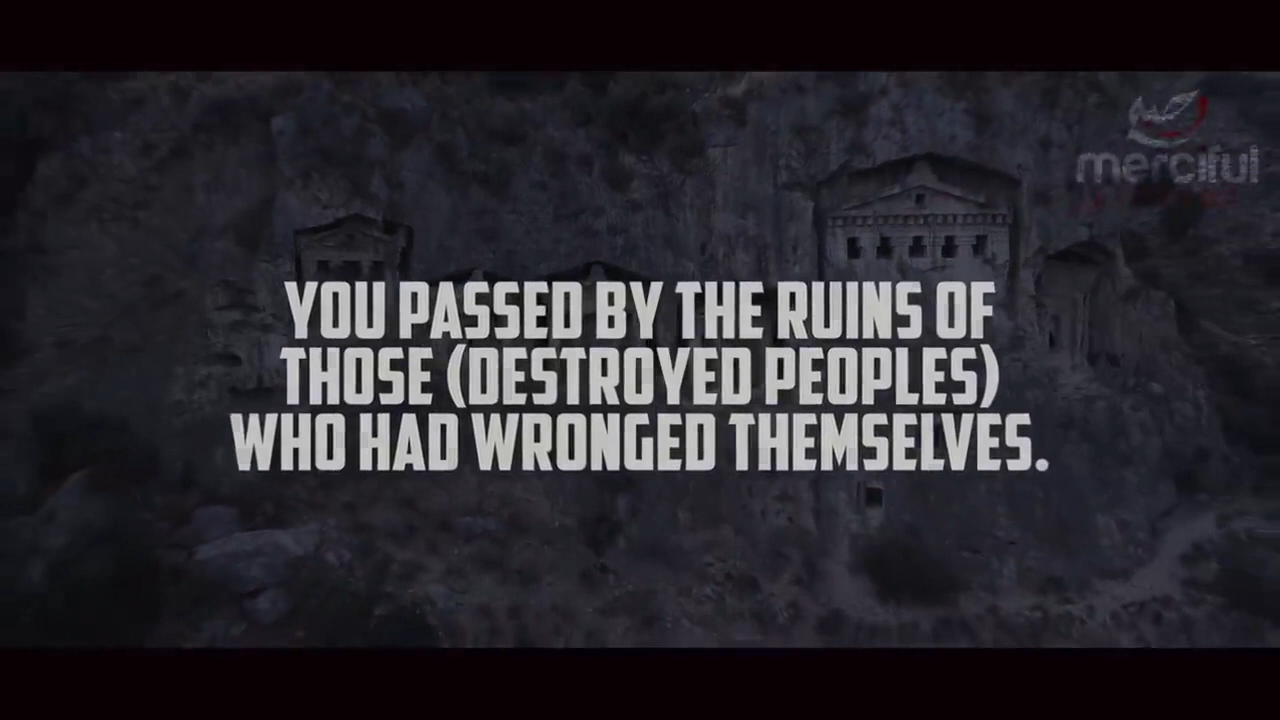 merciful
YOU PASSED BY THE RUINS OF
THOSE (DESTROYED PEOPLES)
WHO HAD WRONGED THEMSELVES.